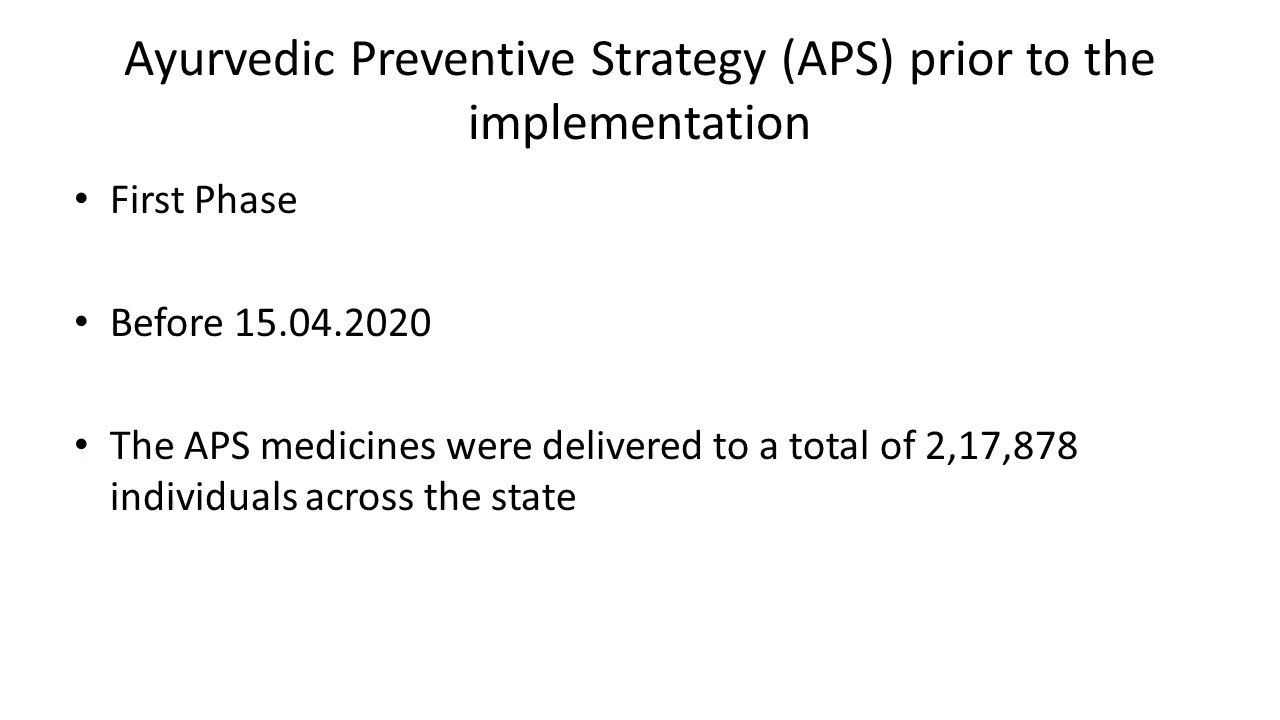 Ayurvedic Preventive Strategy (APS) prior to the
implementation
• First Phase
• Before 15.04.2020
• The APS medicines were delivered to a total of 2,17,878
individuals across the state